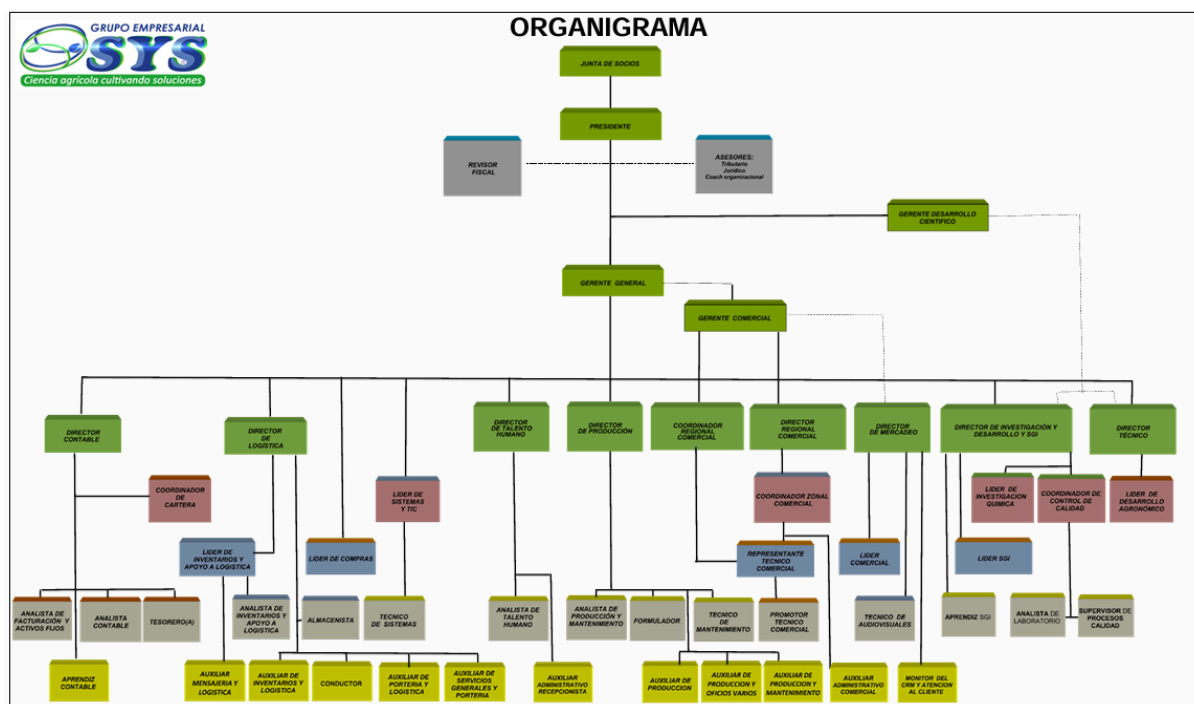 GRUPO EMPRESARIAL
SYS
Ciencia agrícola cultivando soluciones
ORGANIGRAMA
JUNTA DE SOCIOS
PRESIDENTE
REVISOR
FISCAL
ASESORES:
Tributario
Jurídico
Coach organizacional
GERENTE DESARROLLO
CIENTIFICO
GERENTE GENERAL
GERENTE COMERCIAL
DIRECTOR
CONTABLE
DIRECTOR
DE
LOGÍSTICA
DIRECTOR
DE TALENTO
HUMANO
DIRECTOR
DE PRODUCCIÓN
COORDINADOR
REGIONAL
COMERCIAL
DIRECTOR
REGIONAL
COMERCIAL
DIRECTOR
DE MERCADEO
DIRECTOR DE INVESTIGACIÓN Y
DESARROLLO Y SGI
DIRECTOR
TÉCNICO
COORDINADOR
DE
CARTERA
LIDER DE
SISTEMAS
Y TIC
COORDINADOR ZONAL
COMERCIAL
LIDER DE
INVESTIGACION
QUIMICA
COORDINADOR DE
CONTROL DE
CALIDAD
LIDER DE
DESARROLLO
AGRONÓMICO
LIDER DE
INVENTARIOS Y
APOYO A LOGISTICA
LIDER DE COMPRAS
REPRESENTANTE
TECNICO
COMERCIAL
LIDER
COMERCIAL
LIDER SGI
ANALISTA DE
FACTURACIÓN Y
ACTIVOS FIJOS
ANALISTA
CONTABLE
TESORERO(A)
ANALISTA DE
INVENTARIOS Y
APOYO A
LOGISTICA
ALMACENISTA
TECNICO
DE SISTEMAS
ANALISTA DE
TALENTO
HUMANO
ANALISTA DE
PRODUCCIÓN Y
MANTENIMIENTO
FORMULADOR
TECNICO
DE
MANTENIMIENTO
PROMOTOR
TECNICO
COMERCIAL
TECNICO DE
AUDIOVISUALES
APRENDIZ SGI
ANALISTA DE
LABORATORIO
SUPERVISOR DE
PROCESOS
CALIDAD
APRENDIZ
CONTABLE
AUXILIAR
MENSAJERIA Y
LOGISTICA
AUXILIAR DE
INVENTARIOS Y
LOGISTICA
CONDUCTOR
AUXILIAR DE
PORTERIA Y
LOGISTICA
AUXILIAR DE
SERVICIOS
GENERALES Y
PORTERIA
AUXILIAR
ADMINISTRATIVO
RECEPCIONISTA
AUXILIAR DE
PRODUCCION
AUXILIAR DE
PRODUCCION Y
OFICIOS VARIOS
AUXILIAR DE
PRODUCCION Y
MANTENIMIENTO
AUXILIAR
ADMINISTRATIVO
COMERCIAL
MONITOR DEL
CRM Y ATENCION
AL CLIENTE